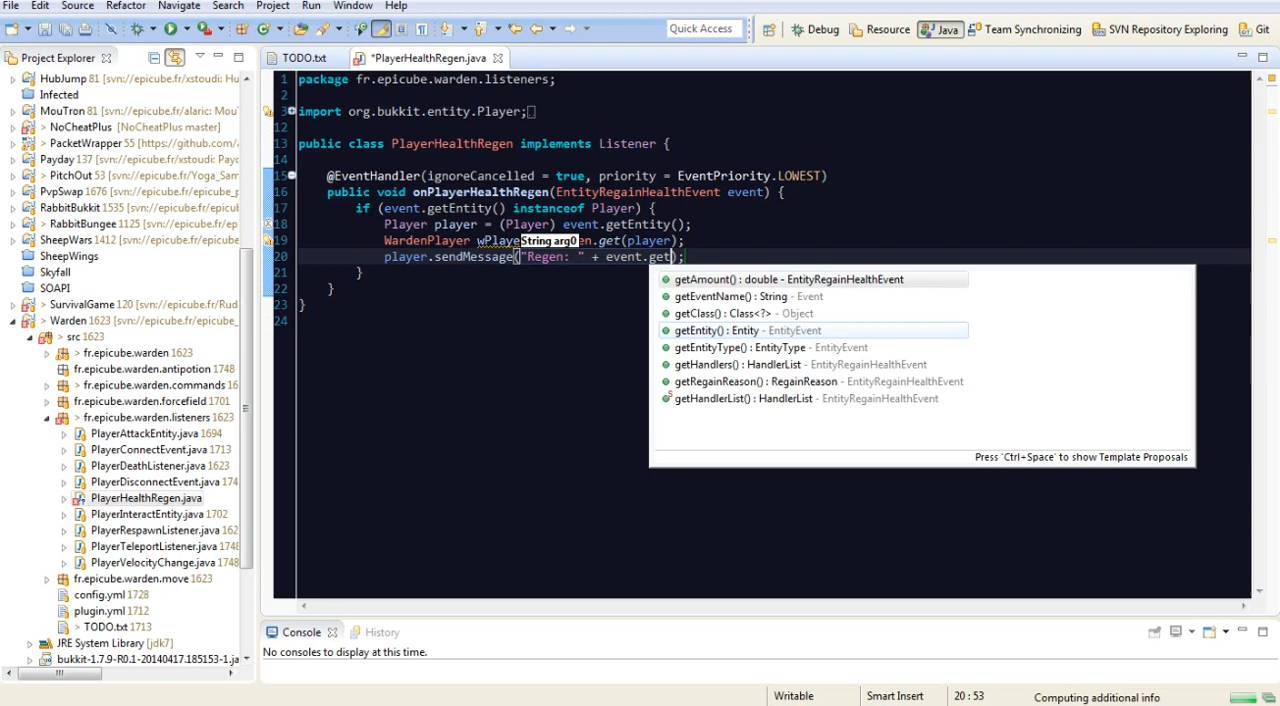 File Edit Source Refactor Navigate Search Project Run Window Help
Quick Access Debug Resource Java Team Synchronizing SVN Repository Exploring Git
Project Explorer
HubJump 81 [svn://epicube.fr/xstoudi: Hu
Infected
MouTron 81 [svn://epicube.fr/alaric: Mou
> NoCheatPlus [NoCheatPlus master]
> PacketWrapper 55 [https://github.com/
Payday 137 [svn://epicube.fr/xstoudi: Payd
> PitchOut 53 [svn://epicube.fr/Yoga_Sam
PvpSwap 1676 [svn://epicube.fr/epicube_p
RabbitBukkit 1535 [svn://epicube.fr/epicu
> RabbitBungee 1125 [svn://epicube.fr/epi
> SheepWars 1412 [svn://epicube.fr/epicub
SheepWings
Skyfall
SOAPI
> SurvivalGame 120 [svn://epicube.fr/Rud
> Warden 1623 [svn://epicube.fr/epicube_
> src 1623
> fr.epicube.warden 1623
fr.epicube.warden.antipotion 1728
> fr.epicube.warden.commands 16
> fr.epicube.warden.forcefield 1701
> fr.epicube.warden.listeners 1623
PlayerAttackEntity.java 1694
PlayerConnectEvent.java 1713
PlayerDeathListener.java 1623
PlayerDisconnectEvent.java 174
PlayerHealthRegen.java
PlayerInteractEntity.java 1702
PlayerRespawnListener.java 162
PlayerTeleportListener.java 1748
PlayerVelocityChange.java 1748
> fr.epicube.warden.move 1623
config.yml 1728
plugin.yml 1712
> TODO.txt 1713
JRE System Library [jdk7]
bukkit-1.7.9-R0.1-20140417.185153-1.ja
TODO.txt *PlayerHealthRegen.java
1 package fr.epicube.warden.listeners;
2
3 import org.bukkit.entity.Player;
12
13 public class PlayerHealthRegen implements Listener {
14
15 @EventHandler(ignoreCancelled = true, priority = EventPriority.LOWEST)
16 public void onPlayerHealthRegen(EntityRegainHealthEvent event) {
17 if (event.getEntity() instanceof Player) {
18 Player player = (Player) event.getEntity();
19 WardenPlayer wPlaye String arg0 en.get(player);
20 player.sendMessage("Regen: " + event.get);
21 }
22 }
23 }
24
getAmount() : double - EntityRegainHealthEvent
getEventName() : String - Event
getClass() : Class<?> - Object
getEntity() : Entity - EntityEvent
getEntityType() : EntityType - EntityEvent
getHandlers() : HandlerList - EntityRegainHealthEvent
getRegainReason() : RegainReason - EntityRegainHealthEvent
getHandlerList() : HandlerList - EntityRegainHealthEvent
Press 'Ctrl+Space' to show Template Proposals
Console History
No consoles to display at this time.
Writable Smart Insert 20 : 53 Computing additional info